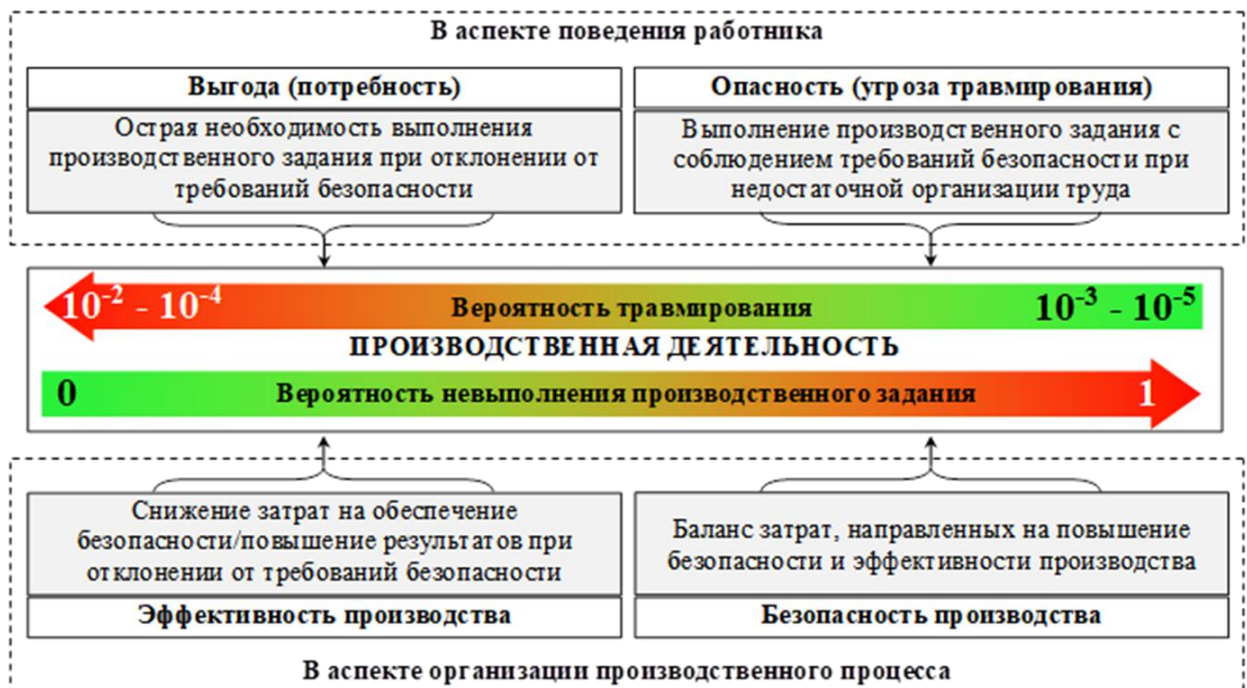 В аспекте поведения работника
Выгода (потребность)
Острая необходимость выполнения
производственного задания при отклонении от
требований безопасности
Опасность (угроза травмирования)
Выполнение производственного задания с
соблюдением требований безопасности при
недостаточной организации труда
10⁻² - 10⁻⁴ Вероятность травмирования 10⁻³ - 10⁻⁵
ПРОИЗВОДСТВЕННАЯ ДЕЯТЕЛЬНОСТЬ
0 Вероятность невыполнения производственного задания 1
Снижение затрат на обеспечение
безопасности/повышение результатов при
отклонении от требований безопасности
Эффективность производства
Баланс затрат, направленных на повышение
безопасности и эффективности производства
Безопасность производства
В аспекте организации производственного процесса